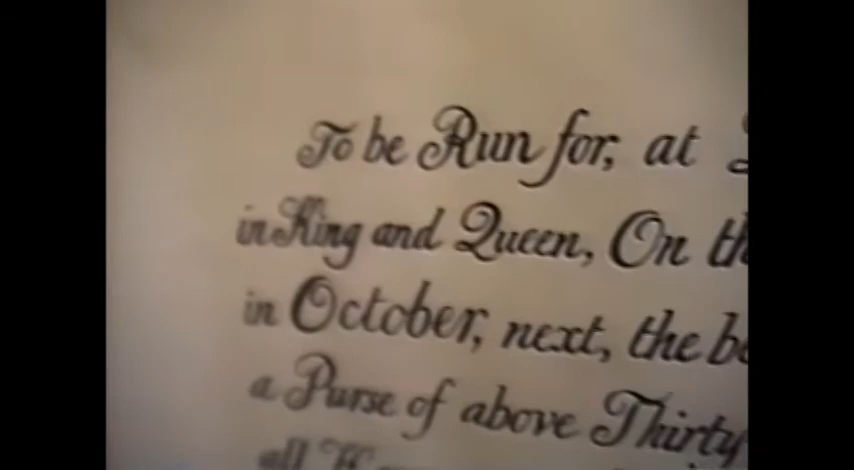 To be Run for, at
in King and Queen, On th
in October, next, the be
a Purse of above Thirty
all